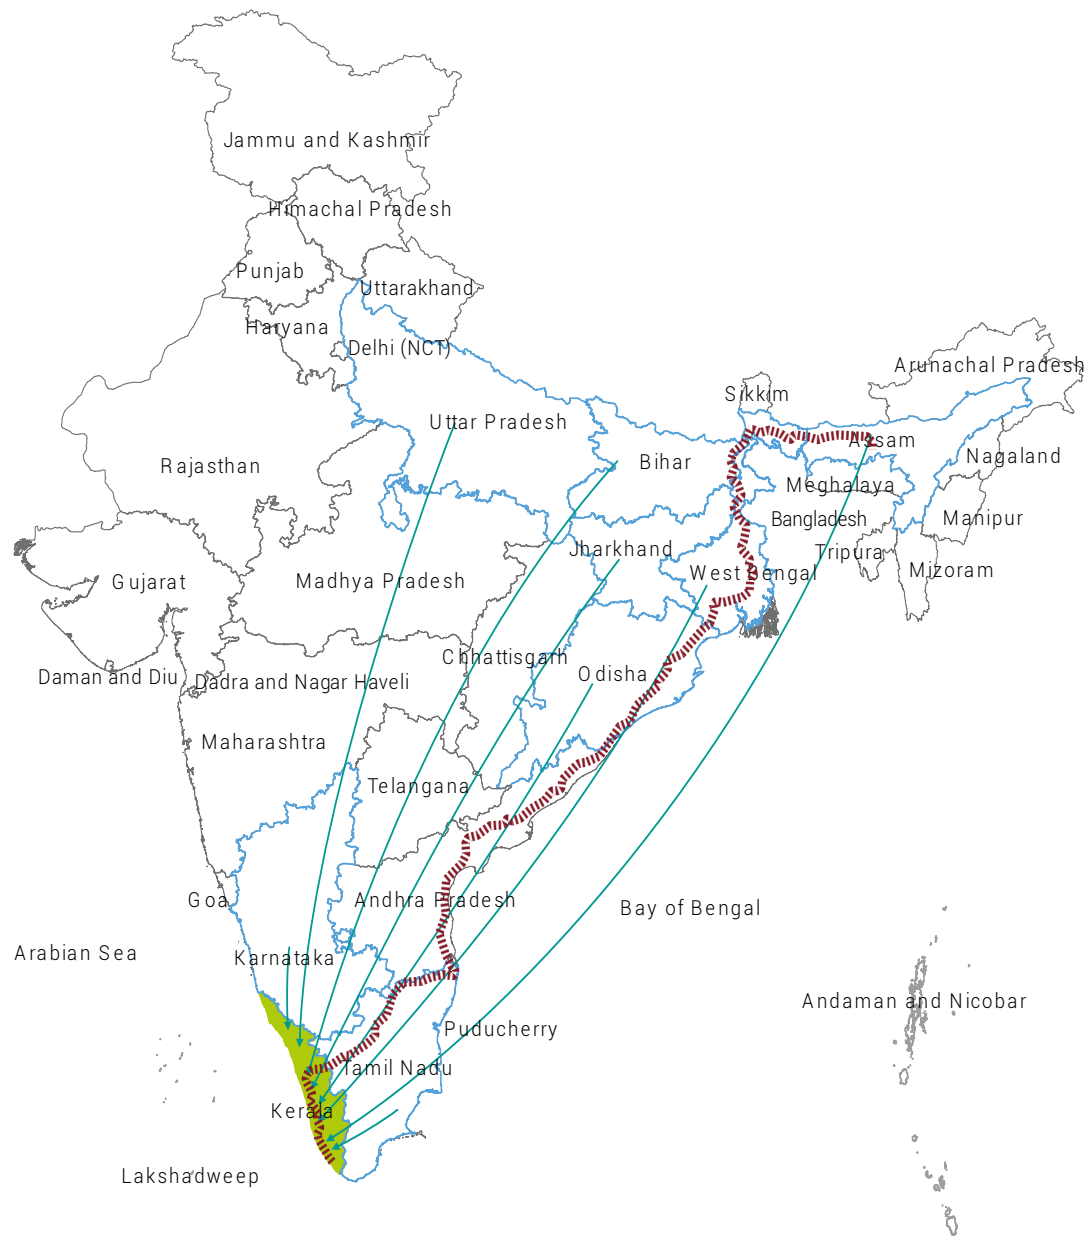 Jammu and Kashmir
Himachal Pradesh
Punjab
Uttarakhand
Haryana
Delhi (NCT)
Arunachal Pradesh
Sikkim
Uttar Pradesh
Assam
Rajasthan
Bihar
Nagaland
Meghalaya
Bangladesh
Manipur
Jharkhand
Tripura
Mizoram
Gujarat
Madhya Pradesh
West Bengal
Chhattisgarh
Odisha
Daman and Diu
Dadra and Nagar Haveli
Maharashtra
Telangana
Goa
Andhra Pradesh
Bay of Bengal
Arabian Sea
Karnataka
Andaman and Nicobar
Puducherry
Tamil Nadu
Kerala
Lakshadweep